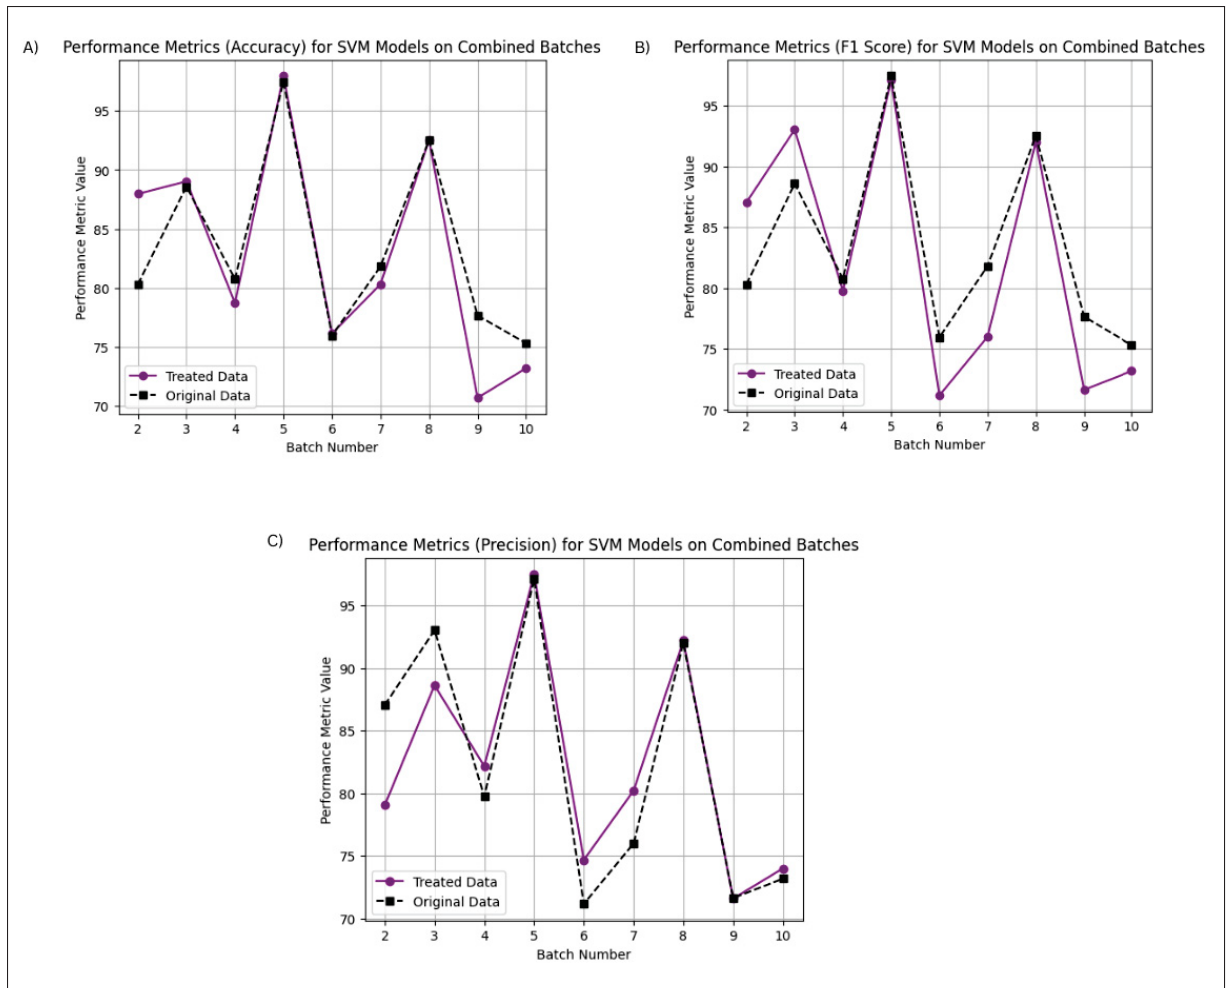 A) Performance Metrics (Accuracy) for SVM Models on Combined Batches
Performance Metric Value
95
90
85
80
75
70
Treated Data
Original Data
2 3 4 5 6 7 8 9 10
Batch Number
B) Performance Metrics (F1 Score) for SVM Models on Combined Batches
Performance Metric Value
95
90
85
80
75
70
Treated Data
Original Data
2 3 4 5 6 7 8 9 10
Batch Number
C) Performance Metrics (Precision) for SVM Models on Combined Batches
Performance Metric Value
95
90
85
80
75
70
Treated Data
Original Data
2 3 4 5 6 7 8 9 10
Batch Number